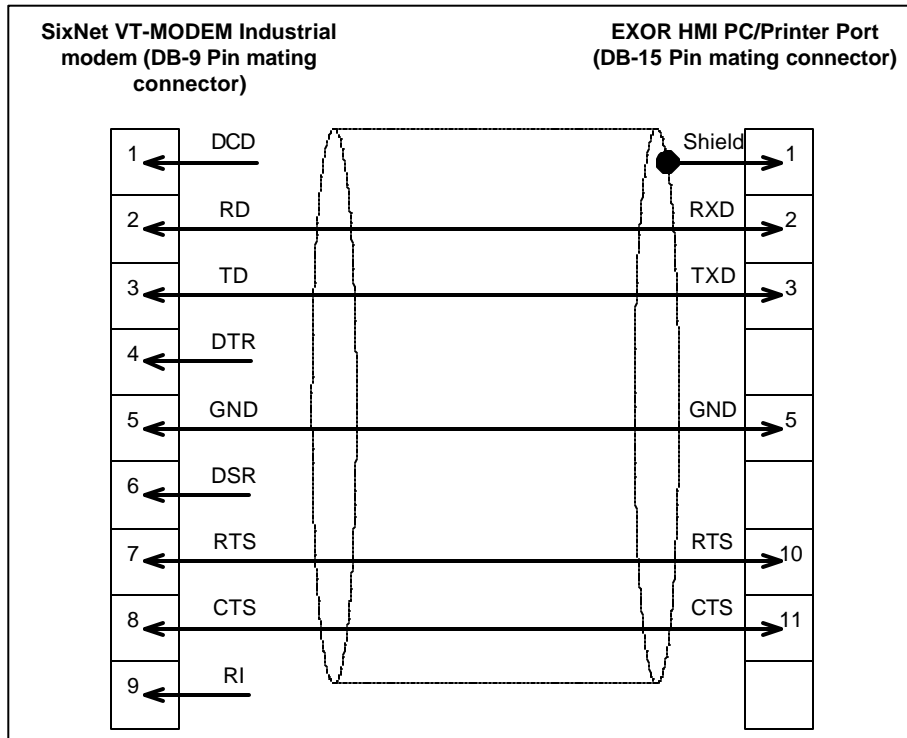 SixNet VT-MODEM Industrial
modem (DB-9 Pin mating
connector)
EXOR HMI PC/Printer Port
(DB-15 Pin mating connector)
1 DCD Shield 1
2 RD RXD 2
3 TD TXD 3
4 DTR
5 GND GND 5
6 DSR
7 RTS RTS 10
8 CTS CTS 11
9 RI